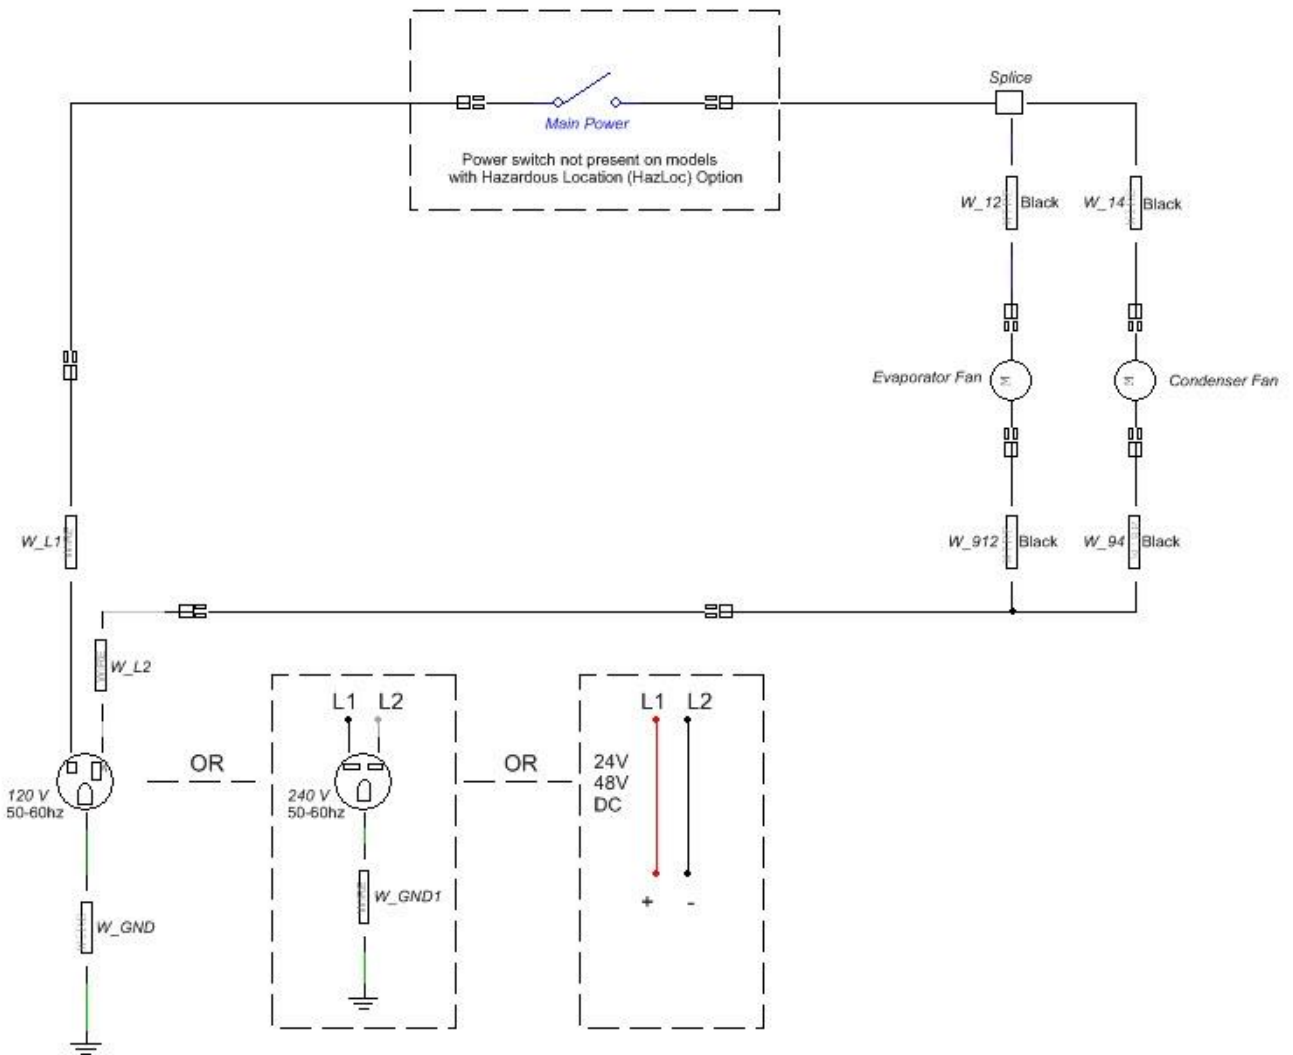 Splice
Main Power
Power switch not present on models
with Hazardous Location (HazLoc) Option
W_12
Black
W_14
Black
Evaporator Fan
M
M
Condenser Fan
W_L1
W_912
Black
W_94
Black
W_L2
L1
L2
L1
L2
OR
OR
120 V
50-60hz
240 V
50-60hz
24V
48V
DC
W_GND1
+
-
W_GND